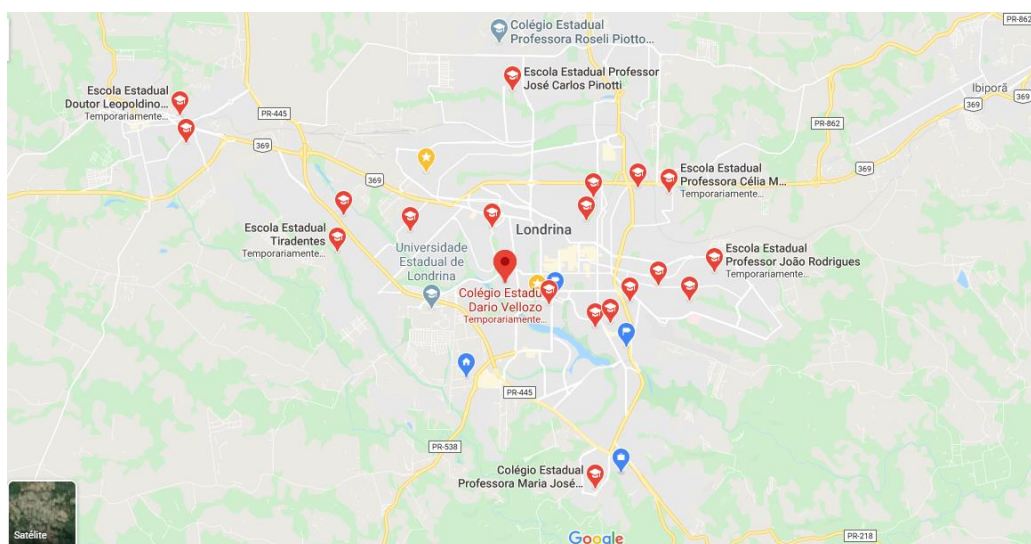 Colégio Estadual
Professora Roseli Piotto...
PR-862
Escola Estadual Professor
José Carlos Pinotti
Escola Estadual
Doutor Leopoldino...
Temporariamente...
Ibiporã
369
PR-445
PR-862
369
369
369
Escola Estadual
Professora Célia M...
Temporariamente...
Escola Estadual
Tiradentes
Temporariamente...
Londrina
Universidade
Estadual de
Londrina
Escola Estadual
Professor João Rodrigues
Temporariamente...
Colégio Estadu
Dario Vellozo
Temporariamente...
PR-445
PR-538
Colégio Estadual
Professora Maria José...
Satélite
Google
PR-218